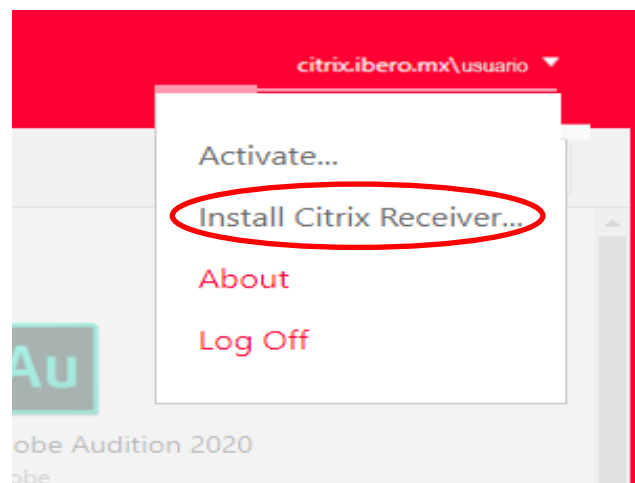 citrix.ibero.mx\usuario
Activate...
Install Citrix Receiver...
About
Log Off
Au
obe Audition 2020
obe